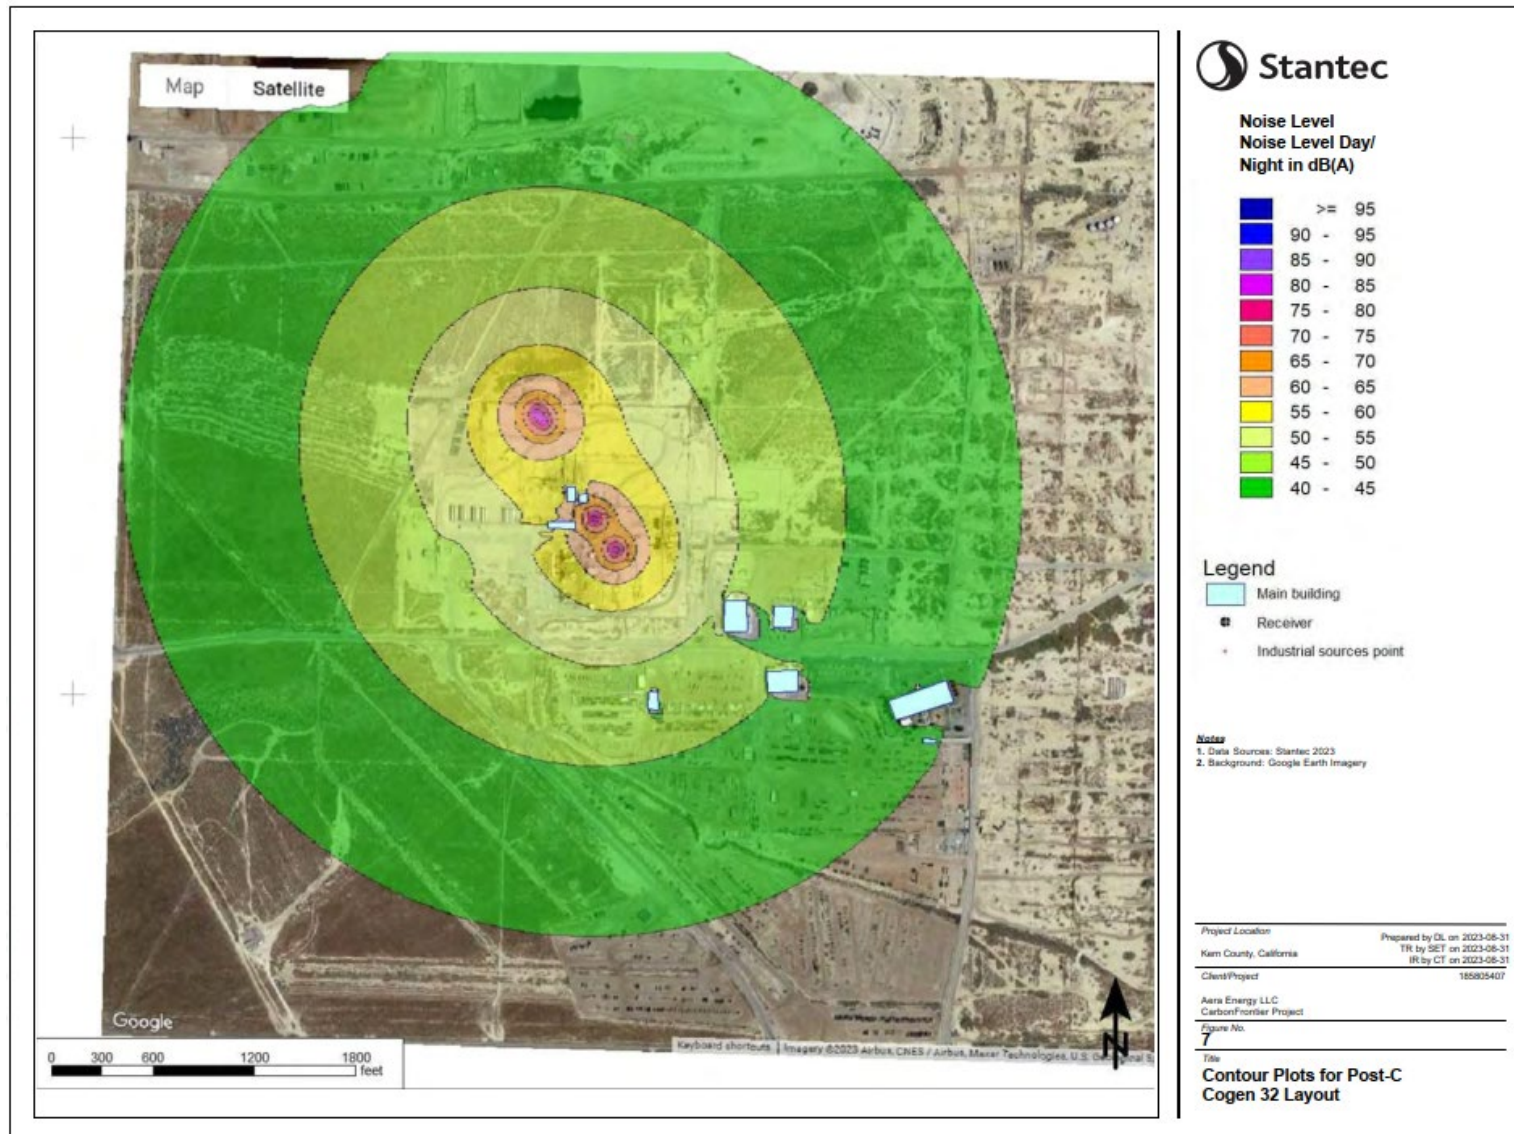 Map Satellite
Google
0 300 600 1200 1800
feet
Keyboard shortcuts Imagery ©2023 Airbus, CNES / Airbus, Maxar Technologies, U.S. Geological S
N
Stantec
Noise Level
Noise Level Day/
Night in dB(A)
>= 95
90 - 95
85 - 90
80 - 85
75 - 80
70 - 75
65 - 70
60 - 65
55 - 60
50 - 55
45 - 50
40 - 45
Legend
Main building
Receiver
Industrial sources point
Notes
1. Data Sources: Stantec 2023
2. Background: Google Earth Imagery
Project Location
Kern County, California
Prepared by DL on 2023-08-31
TR by SET on 2023-08-31
IR by CT on 2023-08-31
Client/Project
185805407
Aera Energy LLC
CarbonFrontier Project
Figure No.
7
Title
Contour Plots for Post-C
Cogen 32 Layout